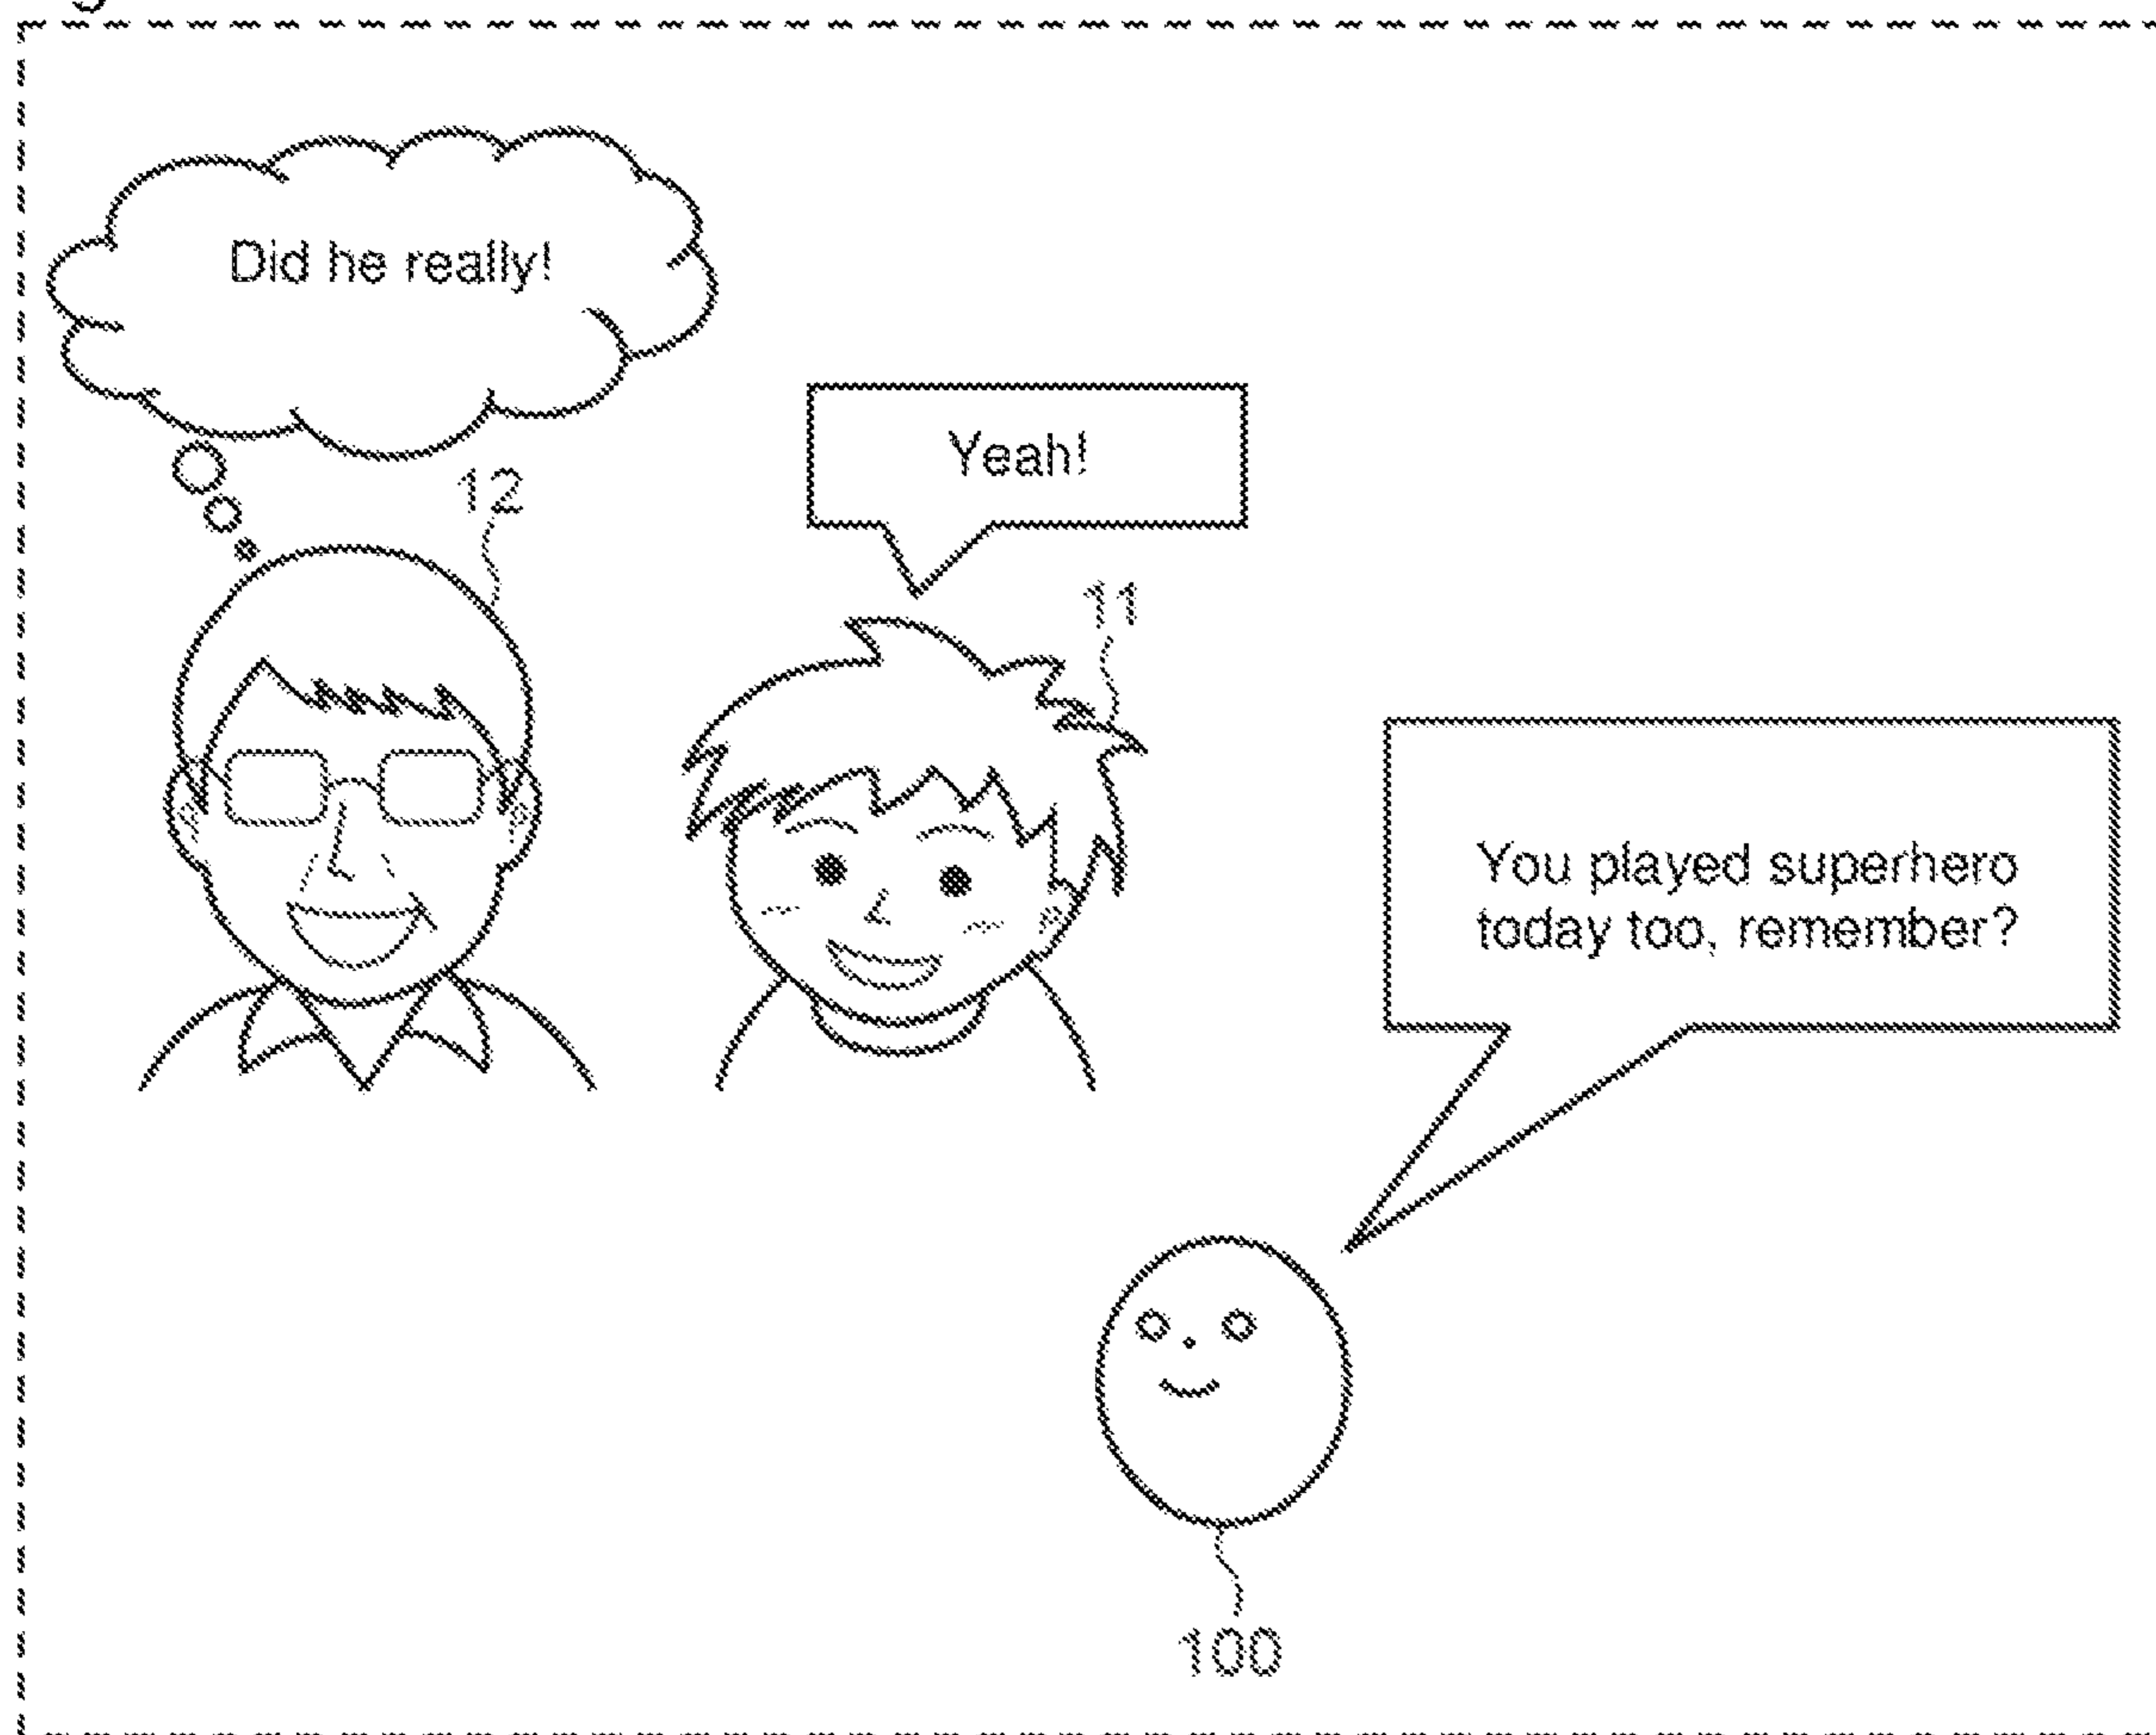 Did he really!
12
Yeah!
11
You played superhero
today too, remember?
100